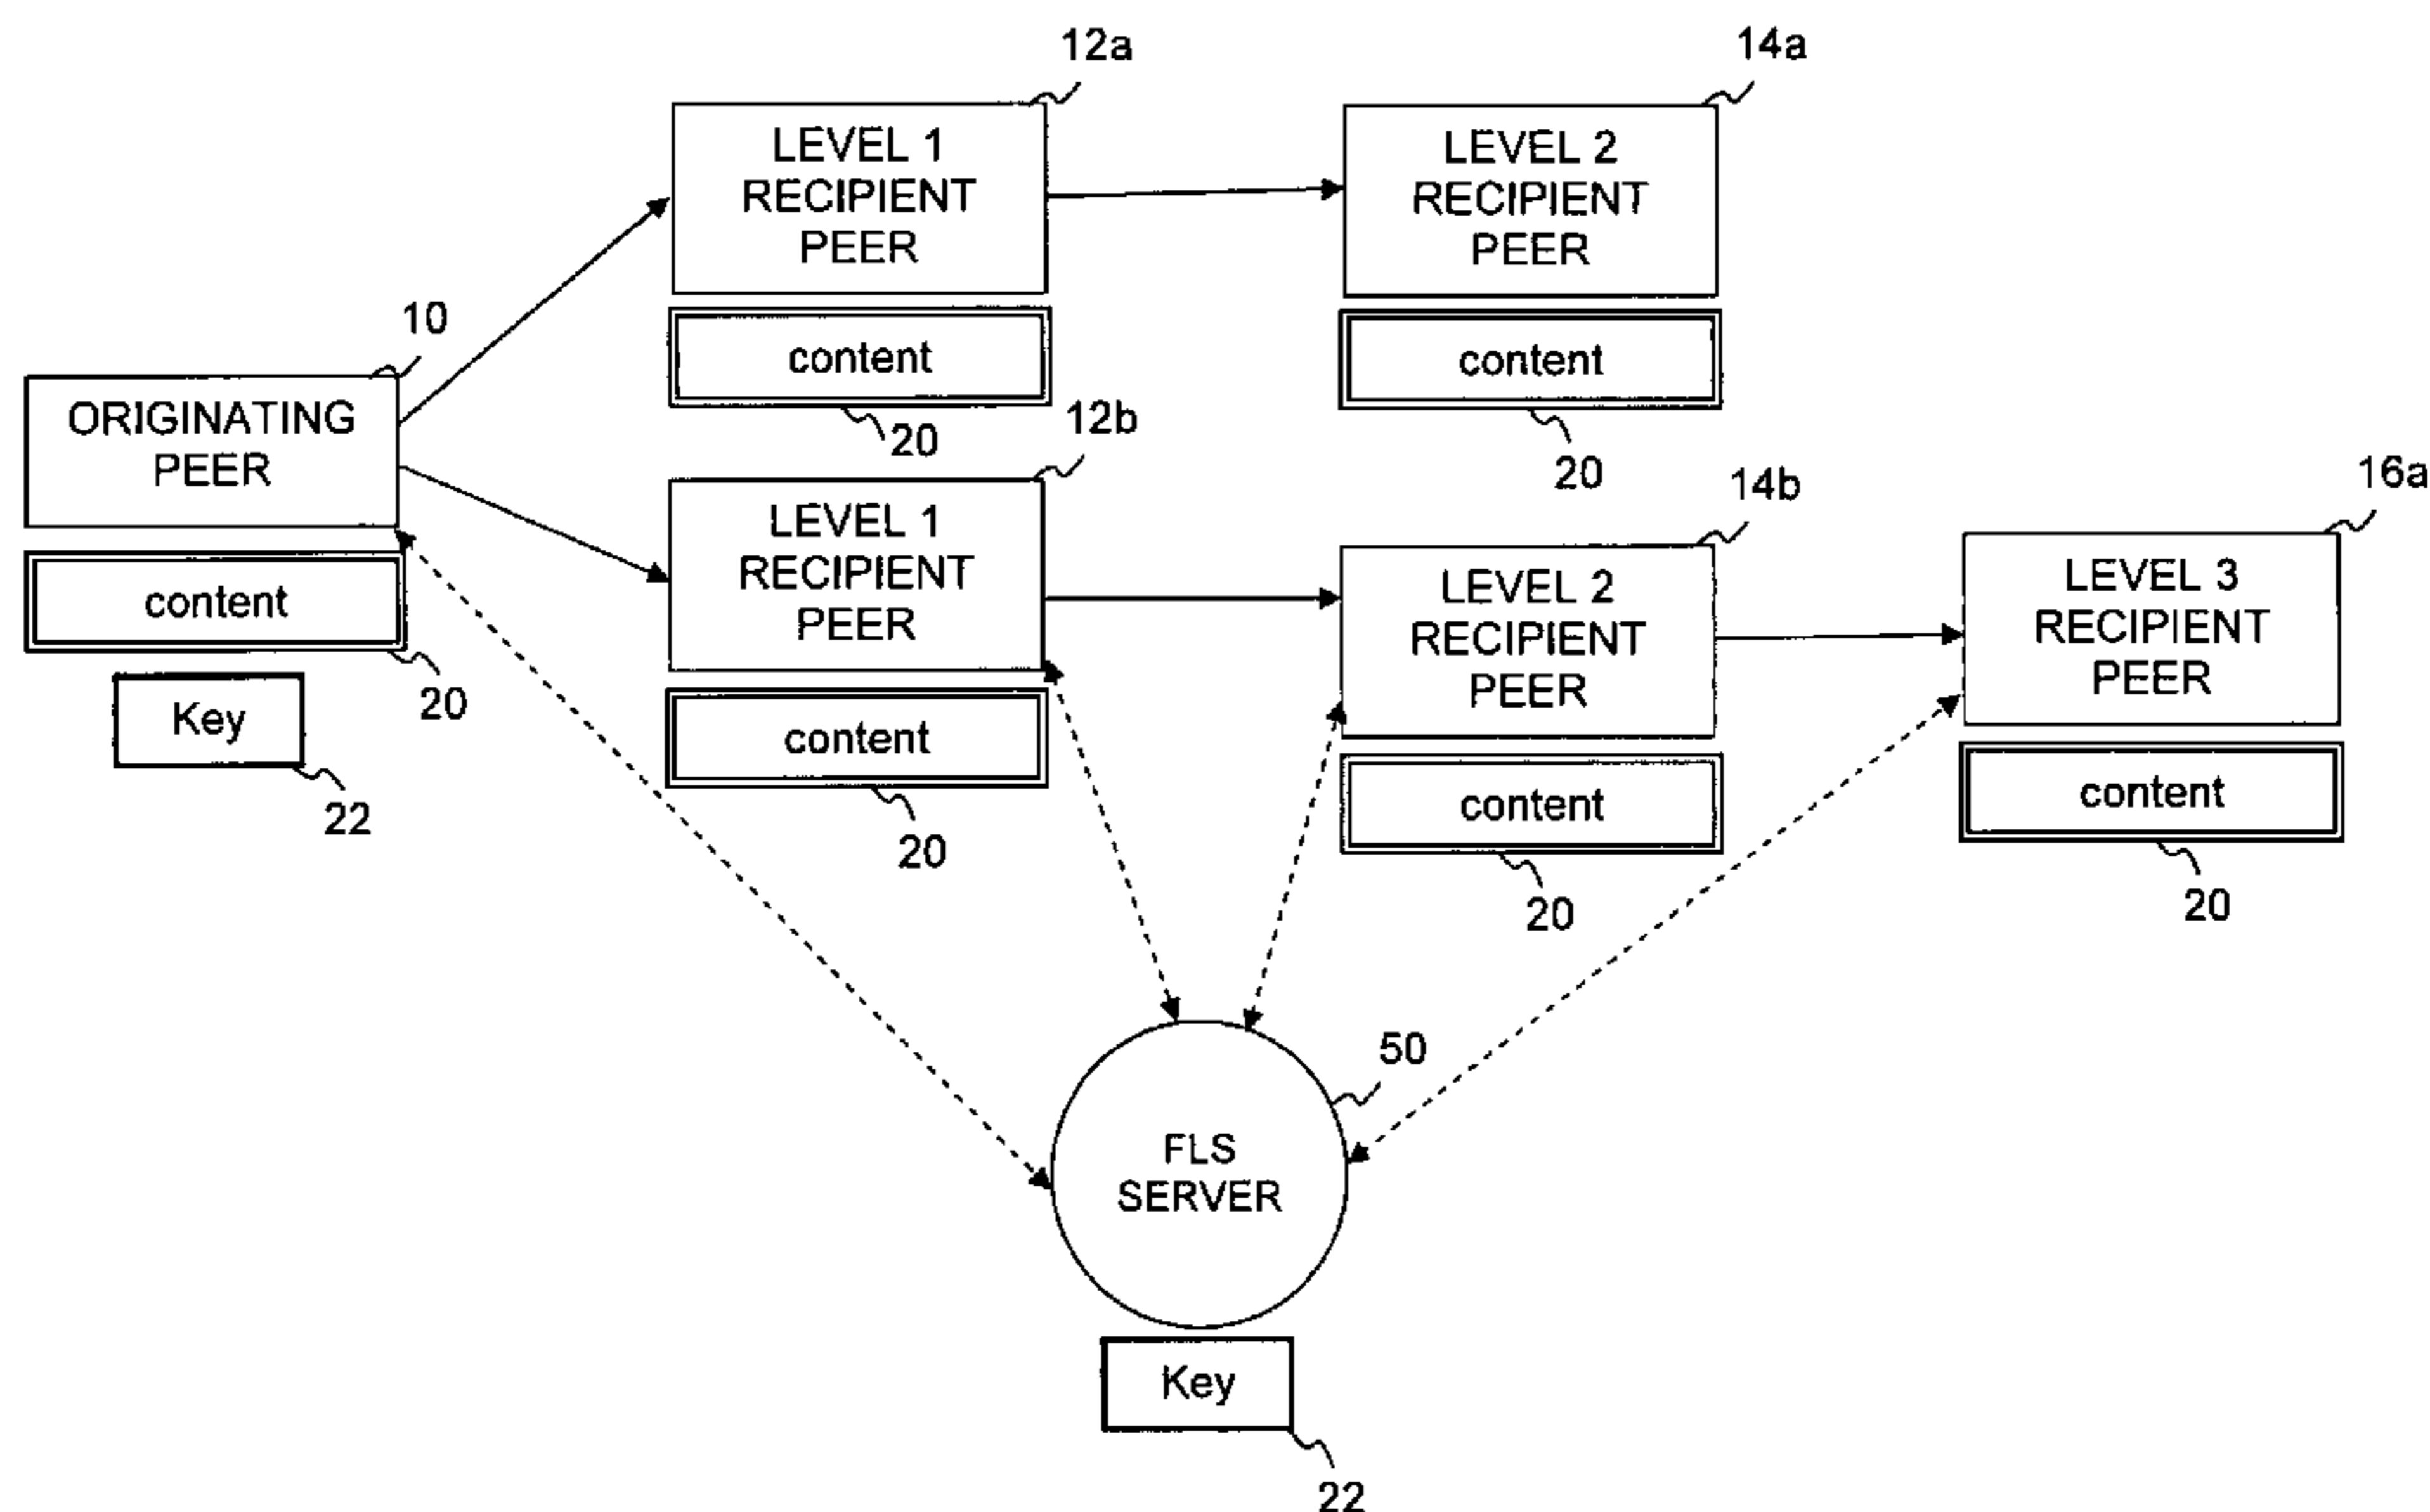 12a
14a
LEVEL 1
RECIPIENT
PEER
LEVEL 2
RECIPIENT
PEER
10
content
content
ORIGINATING
PEER
20
12b
20
14b
16a
LEVEL 1
RECIPIENT
PEER
LEVEL 2
RECIPIENT
PEER
LEVEL 3
RECIPIENT
PEER
content
20
Key
22
content
20
content
20
content
20
50
FLS
SERVER
Key
22